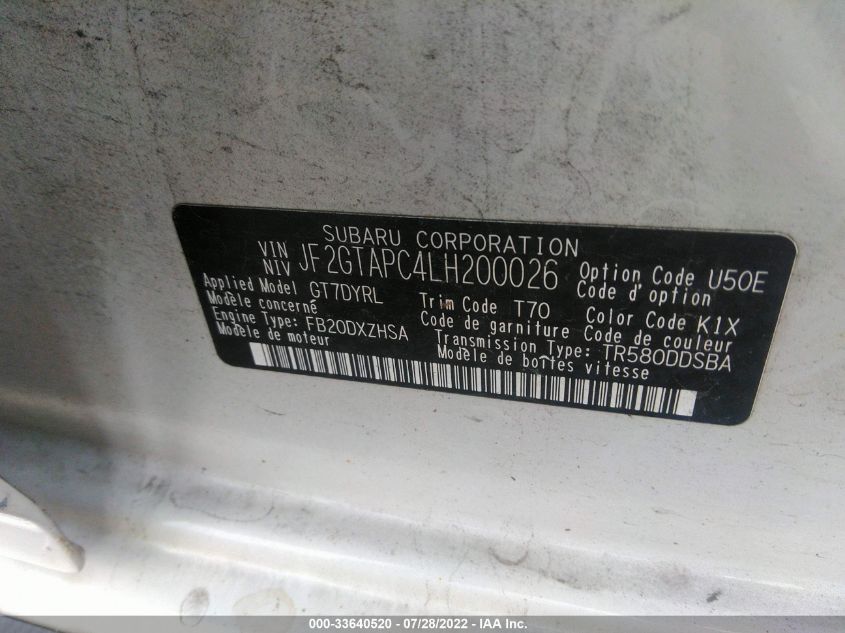 SUBARU CORPORATION
VIN
NIV JF2GTAPC4LH200026
Option Code U50E
Code d'option
Applied Model GT7DYRL
Modèle concerné
Trim Code T70
Code de garniture
Color Code K1X
Code de couleur
Engine Type: FB20DXZHSA
Modèle de moteur
Transmission Type: TR580DDSBA
Modèle de boîtes vitesse
000-33640520 / 07/28/2022 - IAA Inc.